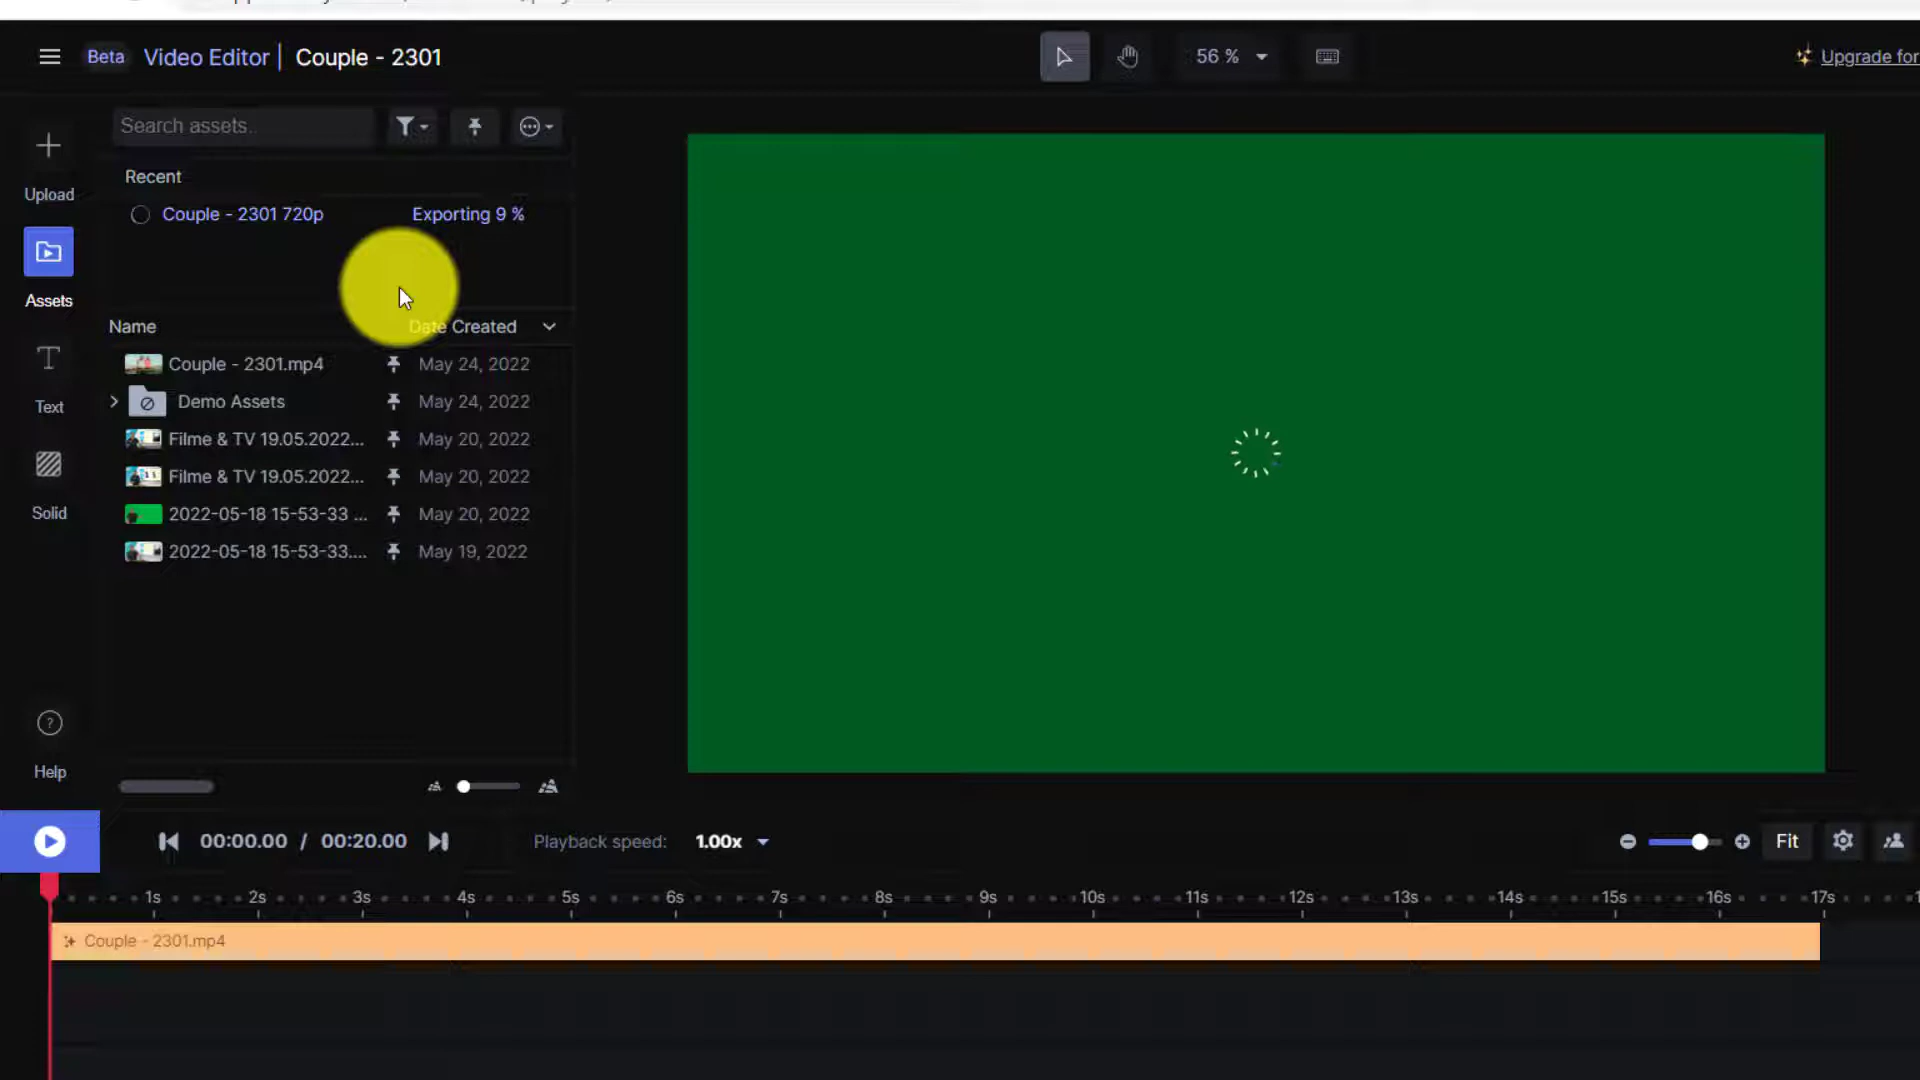 Beta Video Editor | Couple - 2301
56 %
Upgrade for
Search assets..
Upload
Recent
Couple - 2301 720p Exporting 9 %
Assets
Name Date Created
Couple - 2301.mp4 May 24, 2022
Demo Assets May 24, 2022
Text
Filme & TV 19.05.2022... May 20, 2022
Filme & TV 19.05.2022... May 20, 2022
Solid
2022-05-18 15-53-33 ... May 20, 2022
2022-05-18 15-53-33.... May 19, 2022
Help
00:00.00 / 00:20.00
Playback speed: 1.00x
Fit
1s 2s 3s 4s 5s 6s 7s 8s 9s 10s 11s 12s 13s 14s 15s 16s 17s
Couple - 2301.mp4